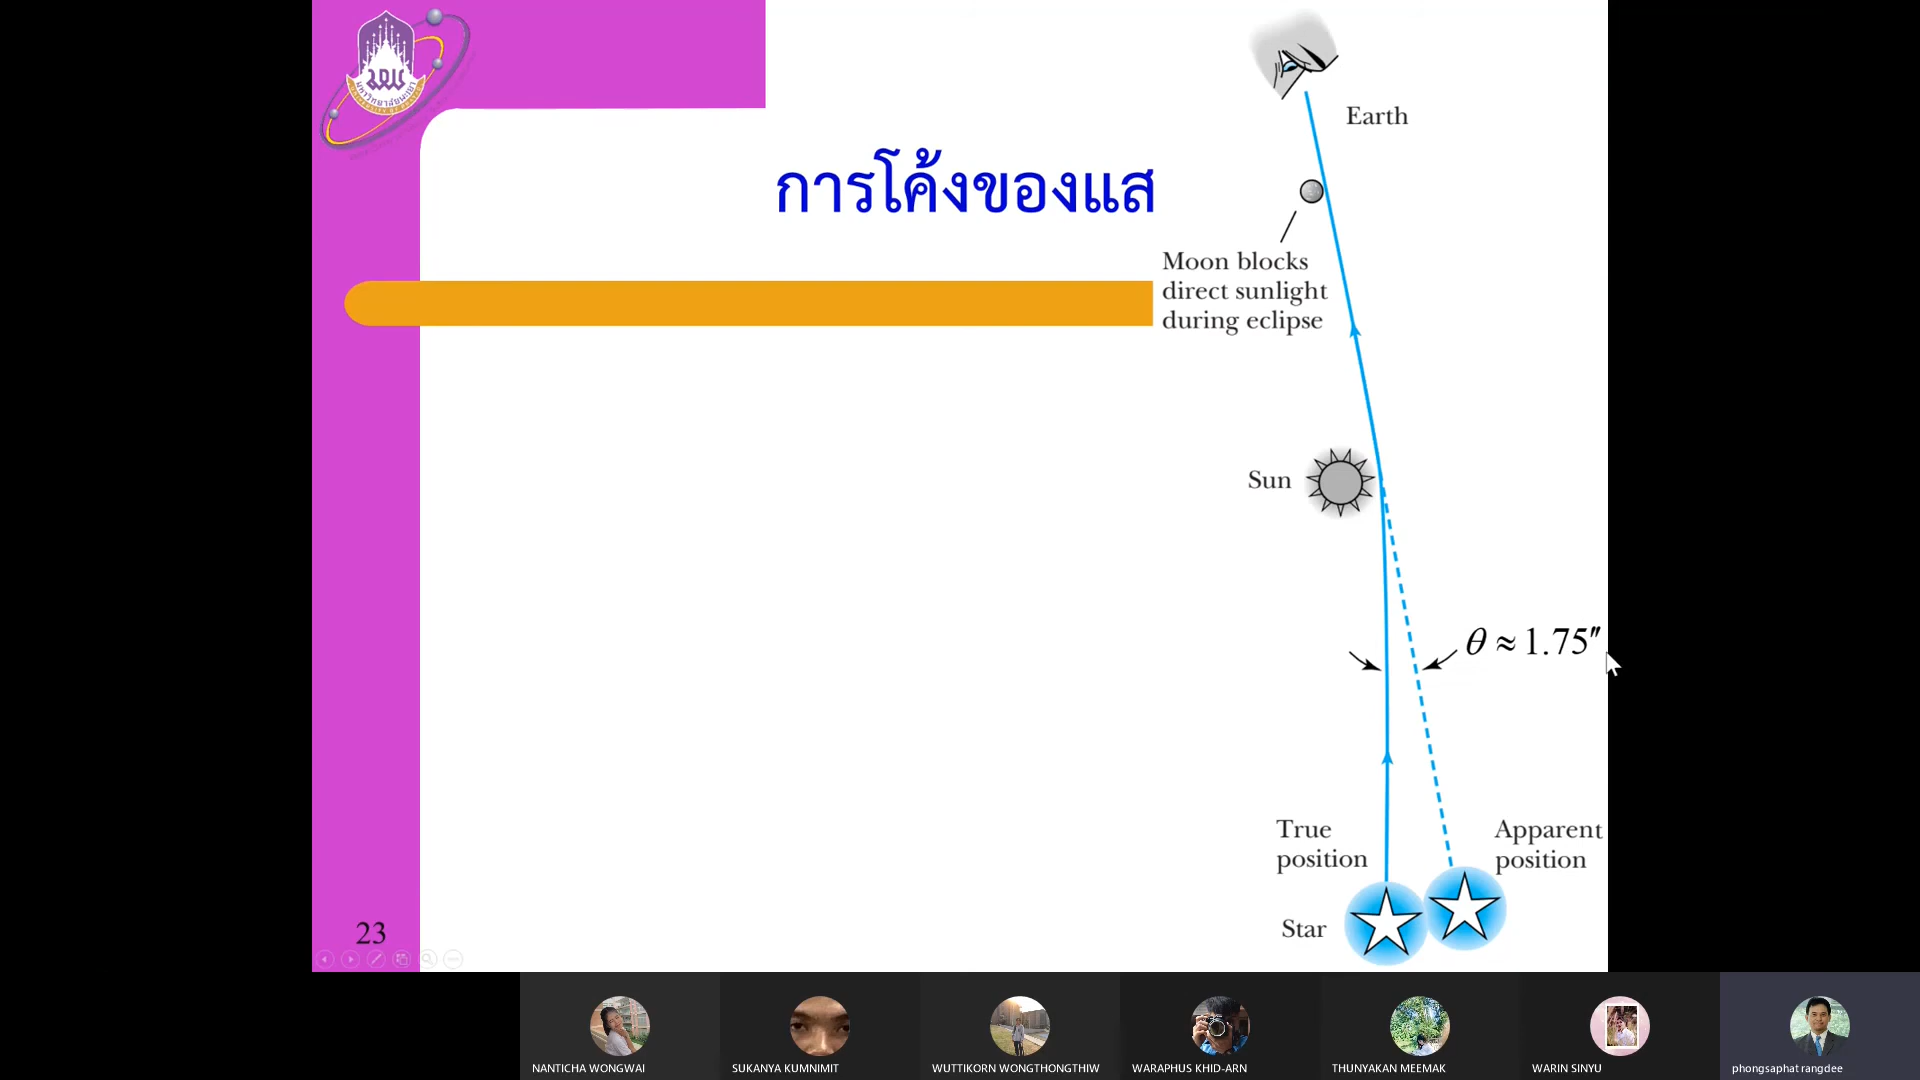 การโค้งของแส
Earth
Moon blocks
direct sunlight
during eclipse
Sun
θ ≈ 1.75″
True
position
Apparent
position
Star
23
NANTICHA WONGWAI
SUKANYA KUMNIMIT
WUTTIKORN WONGTHONGTHIW
WARAPHUS KHID-ARN
THUNYAKAN MEEMAK
WARIN SINYU
phongsaphat rangdee